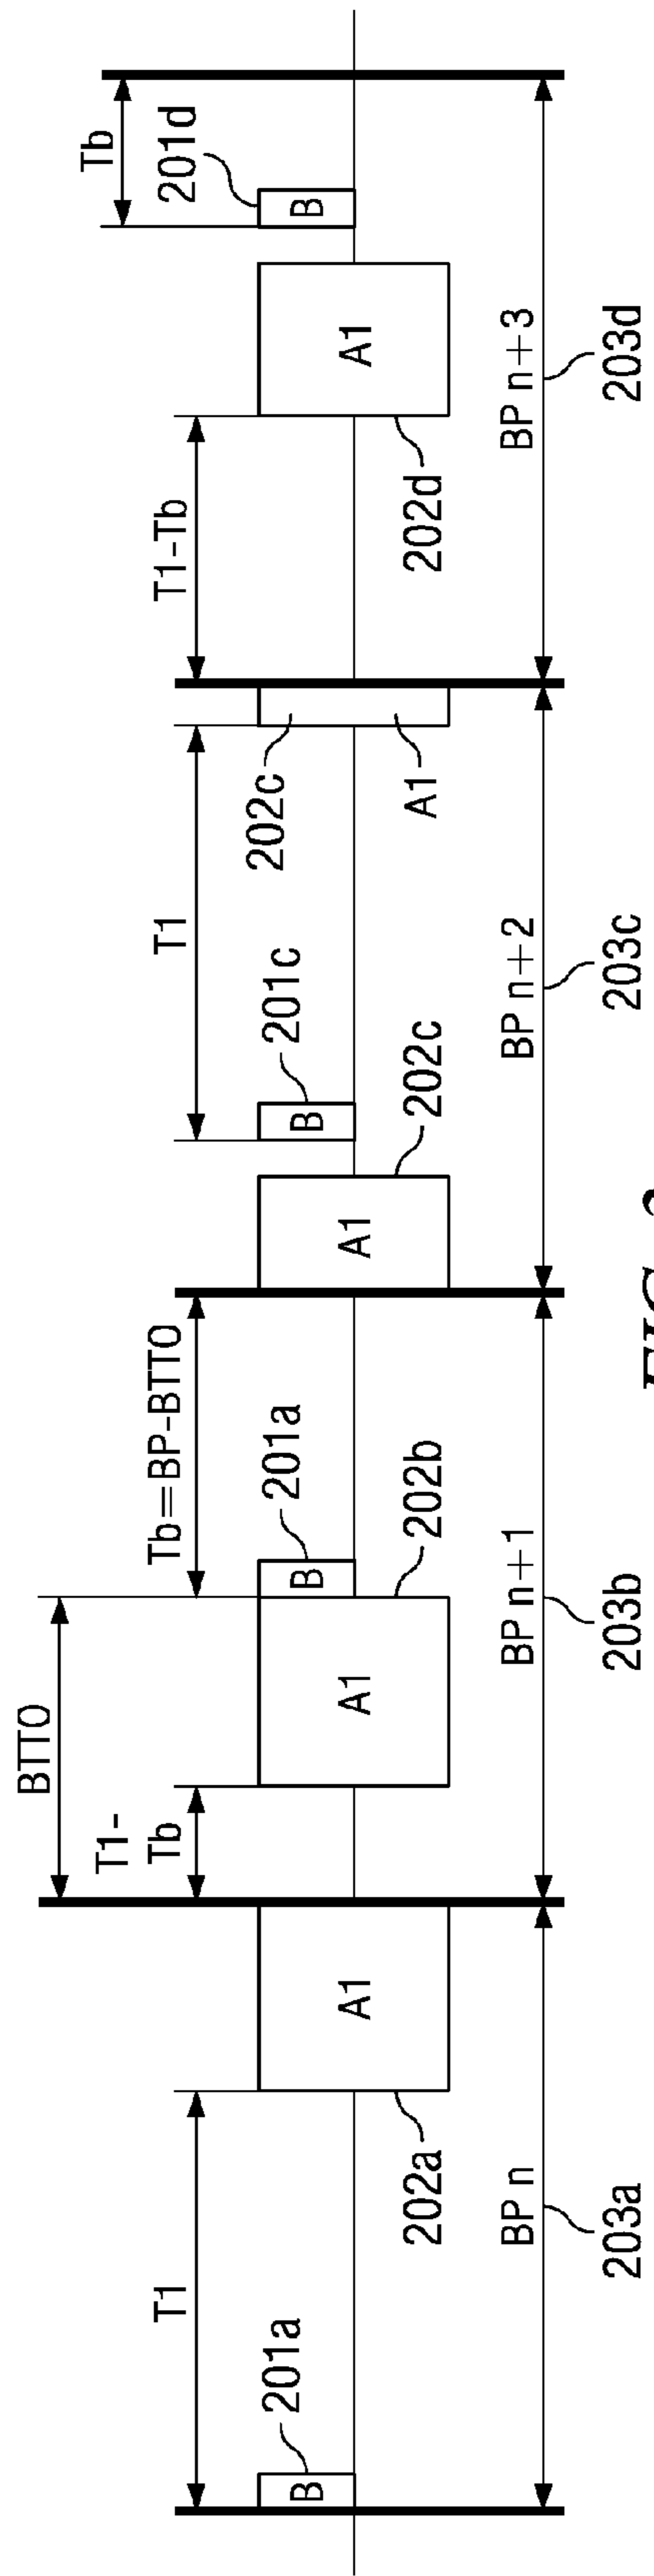 BTTO
Tb
T1-
Tb
T1
Tb=BP-BTTO
T1
T1-Tb
201a
201a
201c
202c
201d
B
B
B
B
A1
A1
A1
A1
202a
202b
202c
A1
202d
BP n
BP n+1
BP n+2
BP n+3
203a
203b
203c
203d